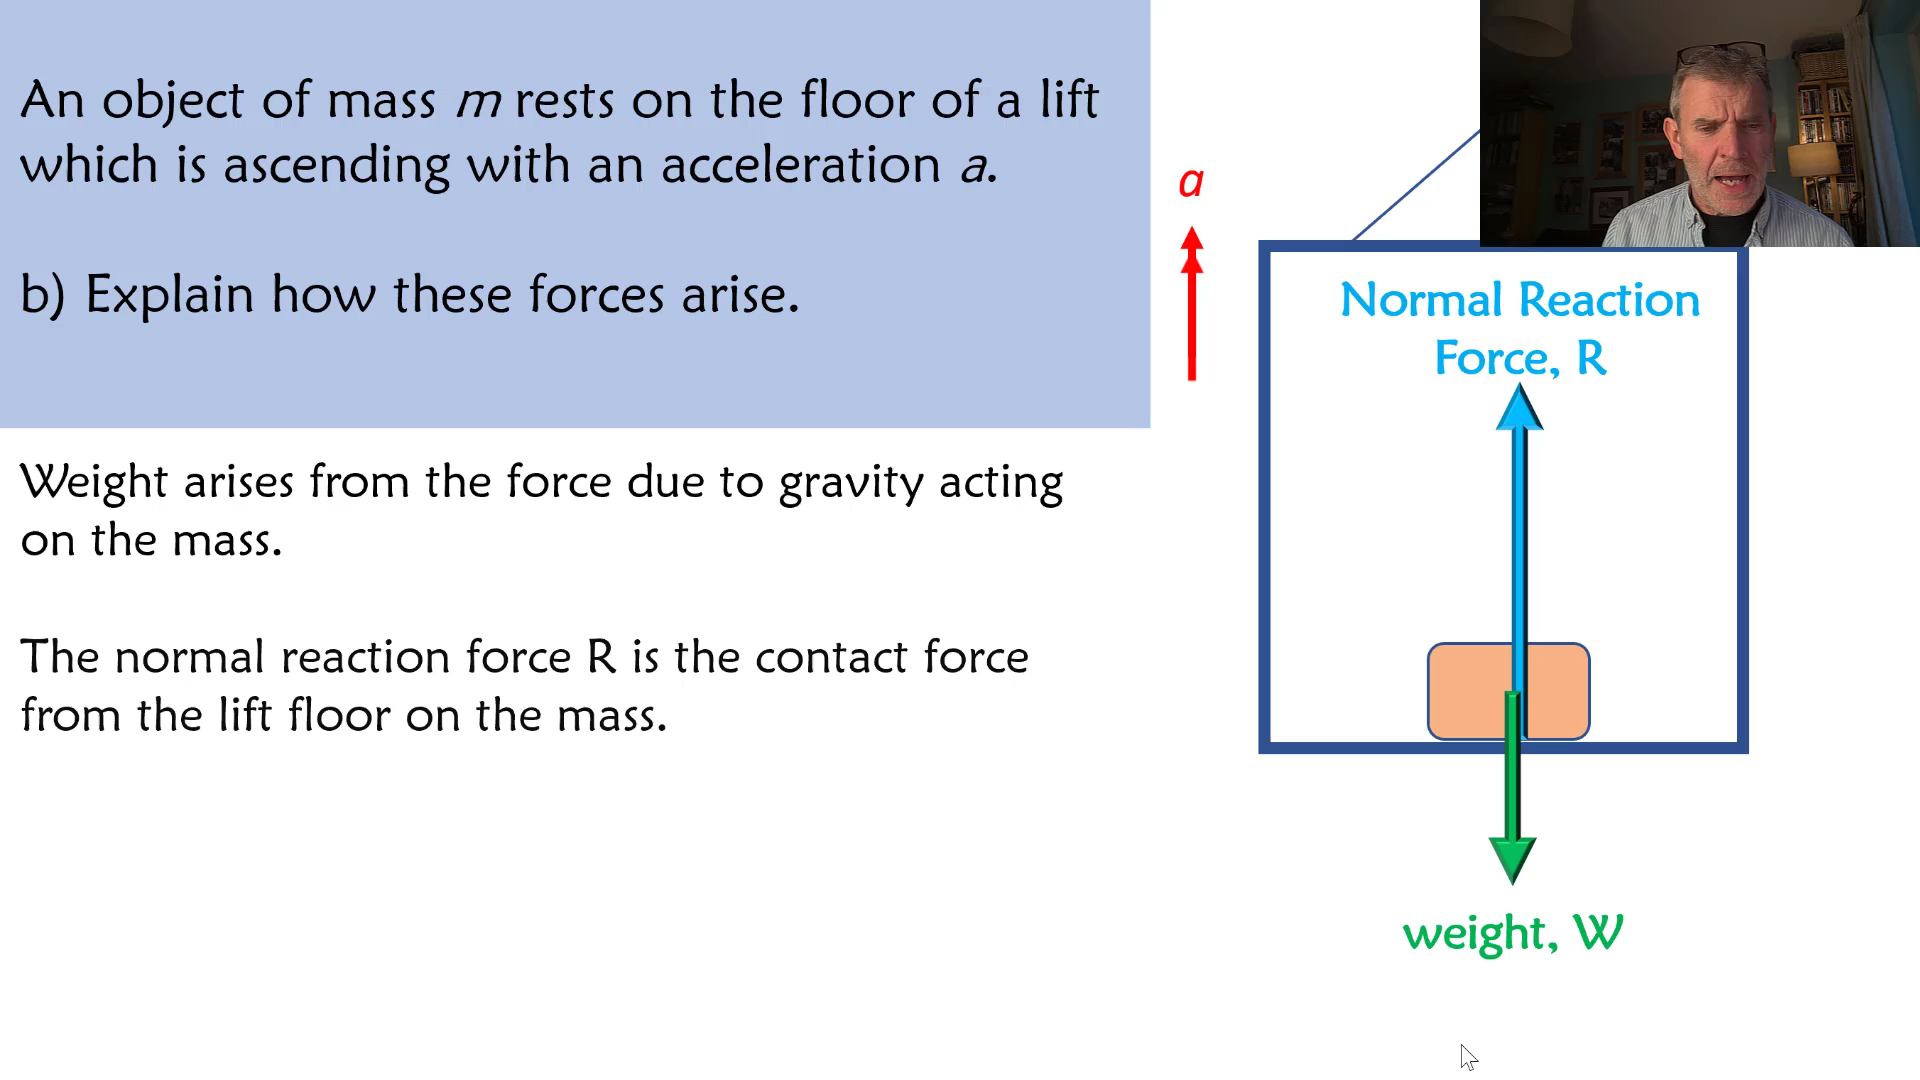 An object of mass m rests on the floor of a lift
which is ascending with an acceleration a.
b) Explain how these forces arise.
Weight arises from the force due to gravity acting
on the mass.
The normal reaction force R is the contact force
from the lift floor on the mass.
a
Normal Reaction
Force, R
weight, W